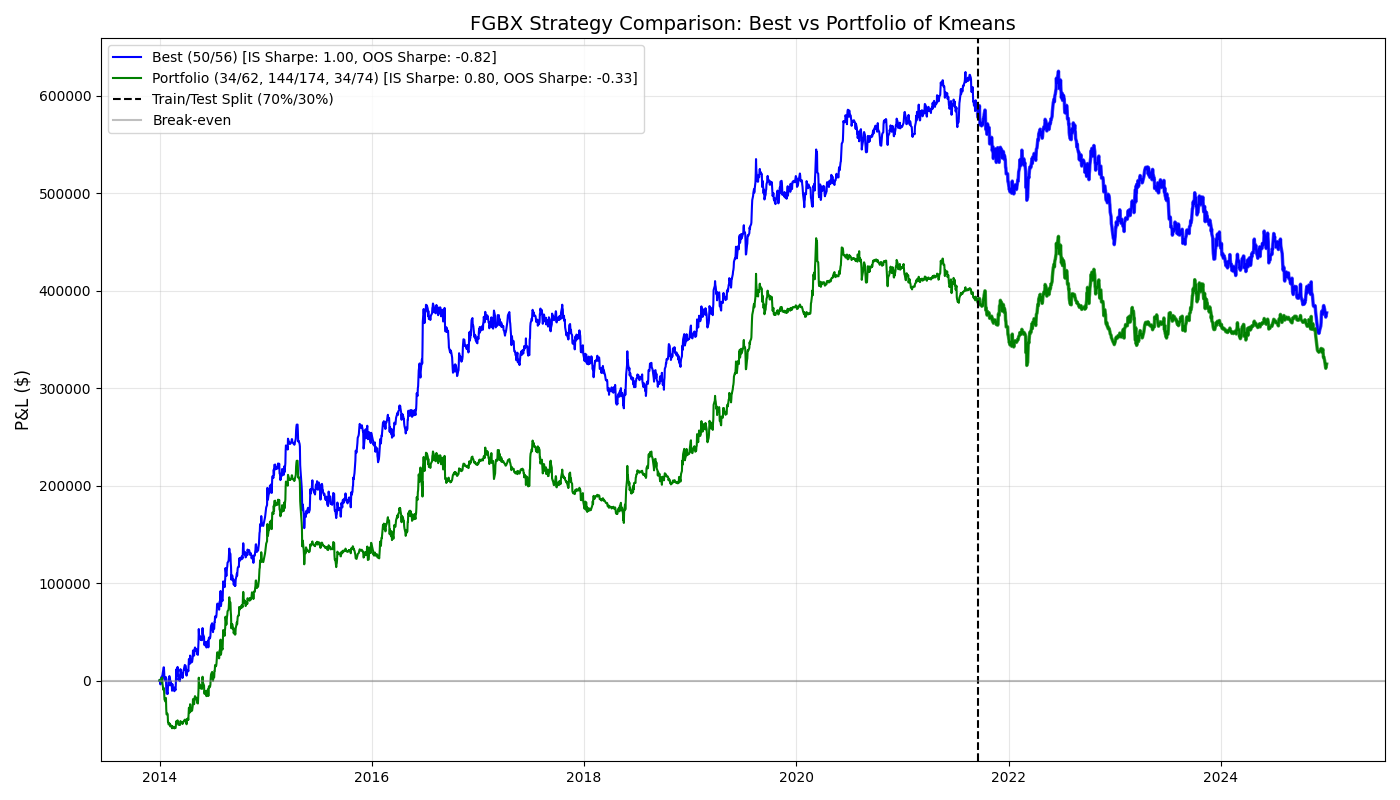 FGBX Strategy Comparison: Best vs Portfolio of Kmeans
Best (50/56) [IS Sharpe: 1.00, OOS Sharpe: -0.82]
Portfolio (34/62, 144/174, 34/74) [IS Sharpe: 0.80, OOS Sharpe: -0.33]
Train/Test Split (70%/30%)
Break-even
P&L ($)
600000
500000
400000
300000
200000
100000
0
2014 2016 2018 2020 2022 2024